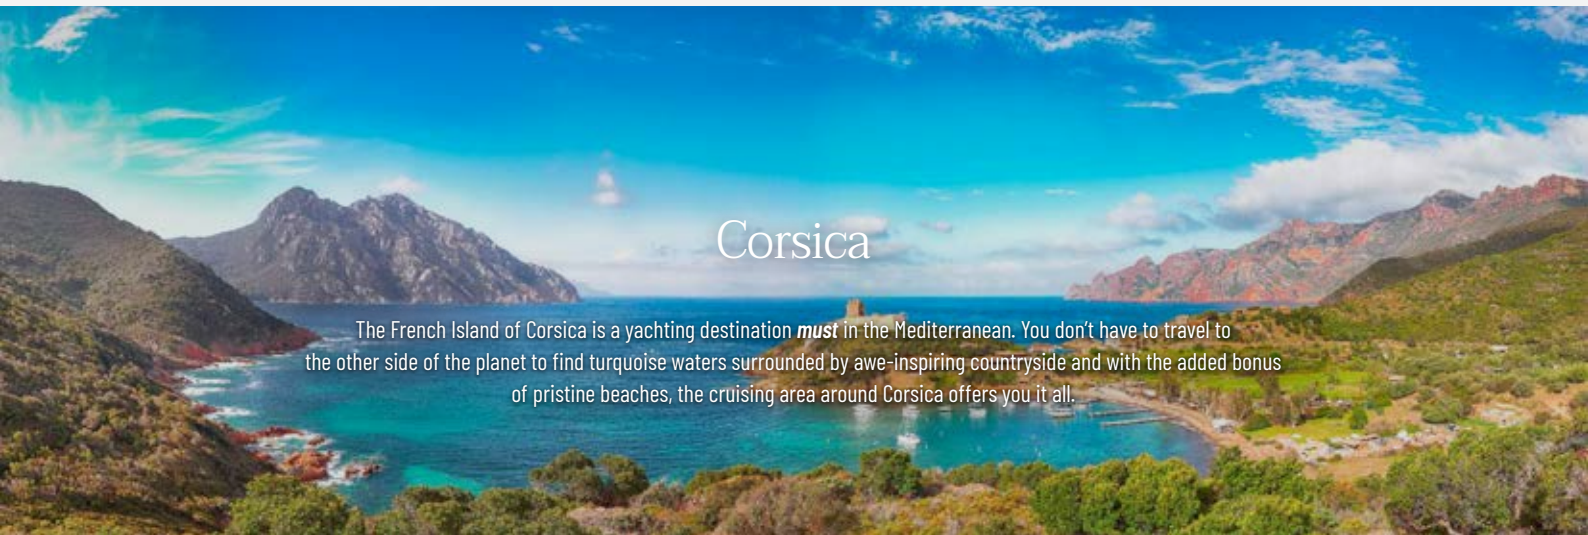 Corsica
The French Island of Corsica is a yachting destination must in the Mediterranean. You don't have to travel to
the other side of the planet to find turquoise waters surrounded by awe-inspiring countryside and with the added bonus
of pristine beaches, the cruising area around Corsica offers you it all.